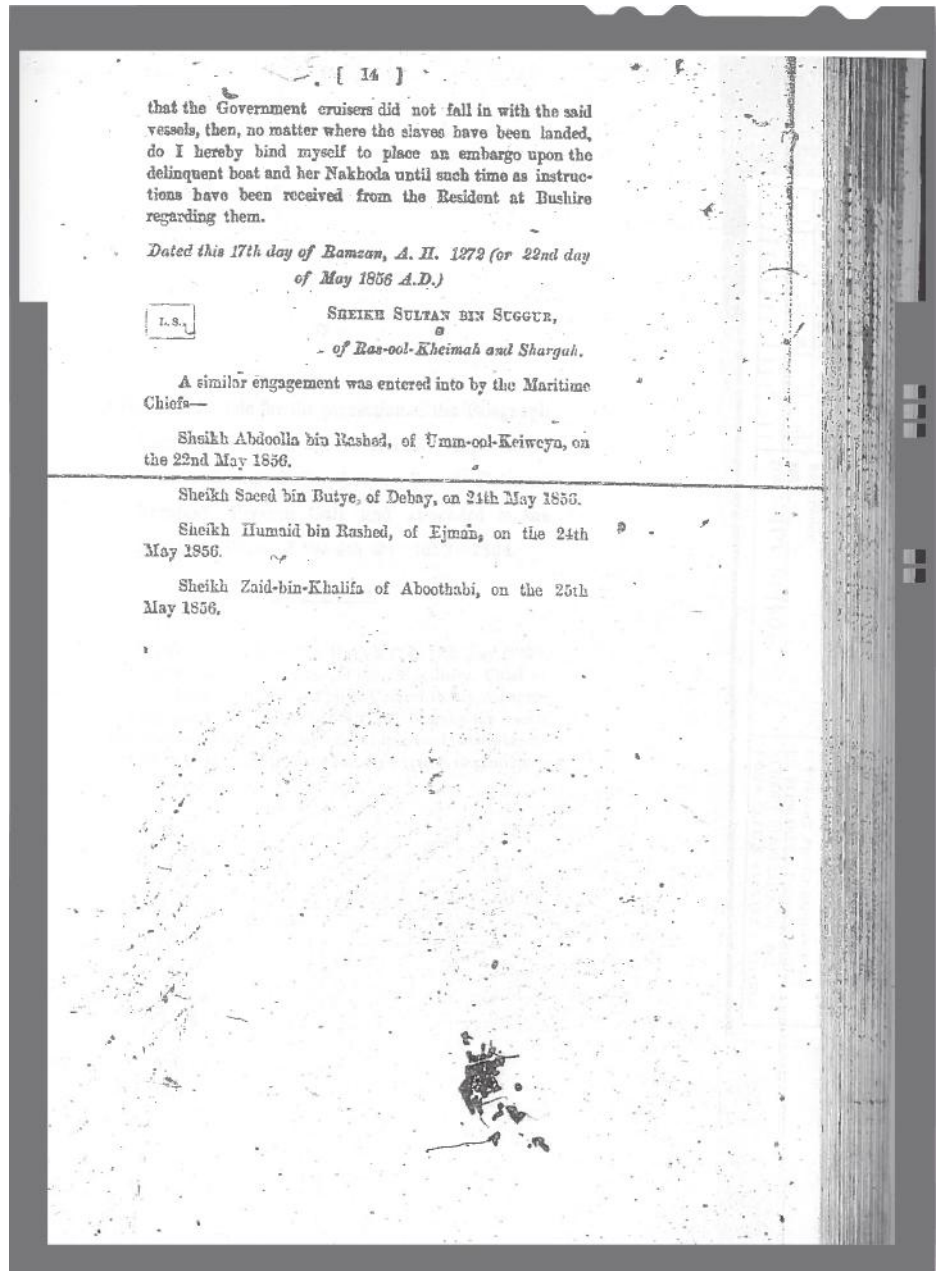 [ 14 ]
that the Government cruisers did not fall in with the said
vessels, then, no matter where the slaves have been landed,
do I hereby bind myself to place an embargo upon the
delinquent boat and her Nakhoda until such time as instruc-
tions have been received from the Resident at Bushire
regarding them.
Dated this 17th day of Ramzan, A. H. 1272 (or 22nd day
of May 1856 A.D.)
L. S.
SHEIKH SULTAN BIN SUGGUR,
of Ras-ool-Kheimah and Shargah.
A similar engagement was entered into by the Maritime
Chiefs—
Sheikh Abdoolla bin Rashed, of Umm-ool-Keiweyn, on
the 22nd May 1856.
Sheikh Saeed bin Butye, of Debay, on 24th May 1856.
Sheikh Humaid bin Rashed, of Ejman, on the 24th
May 1856.
Sheikh Zaid-bin-Khalifa of Aboothabi, on the 25th
May 1856.